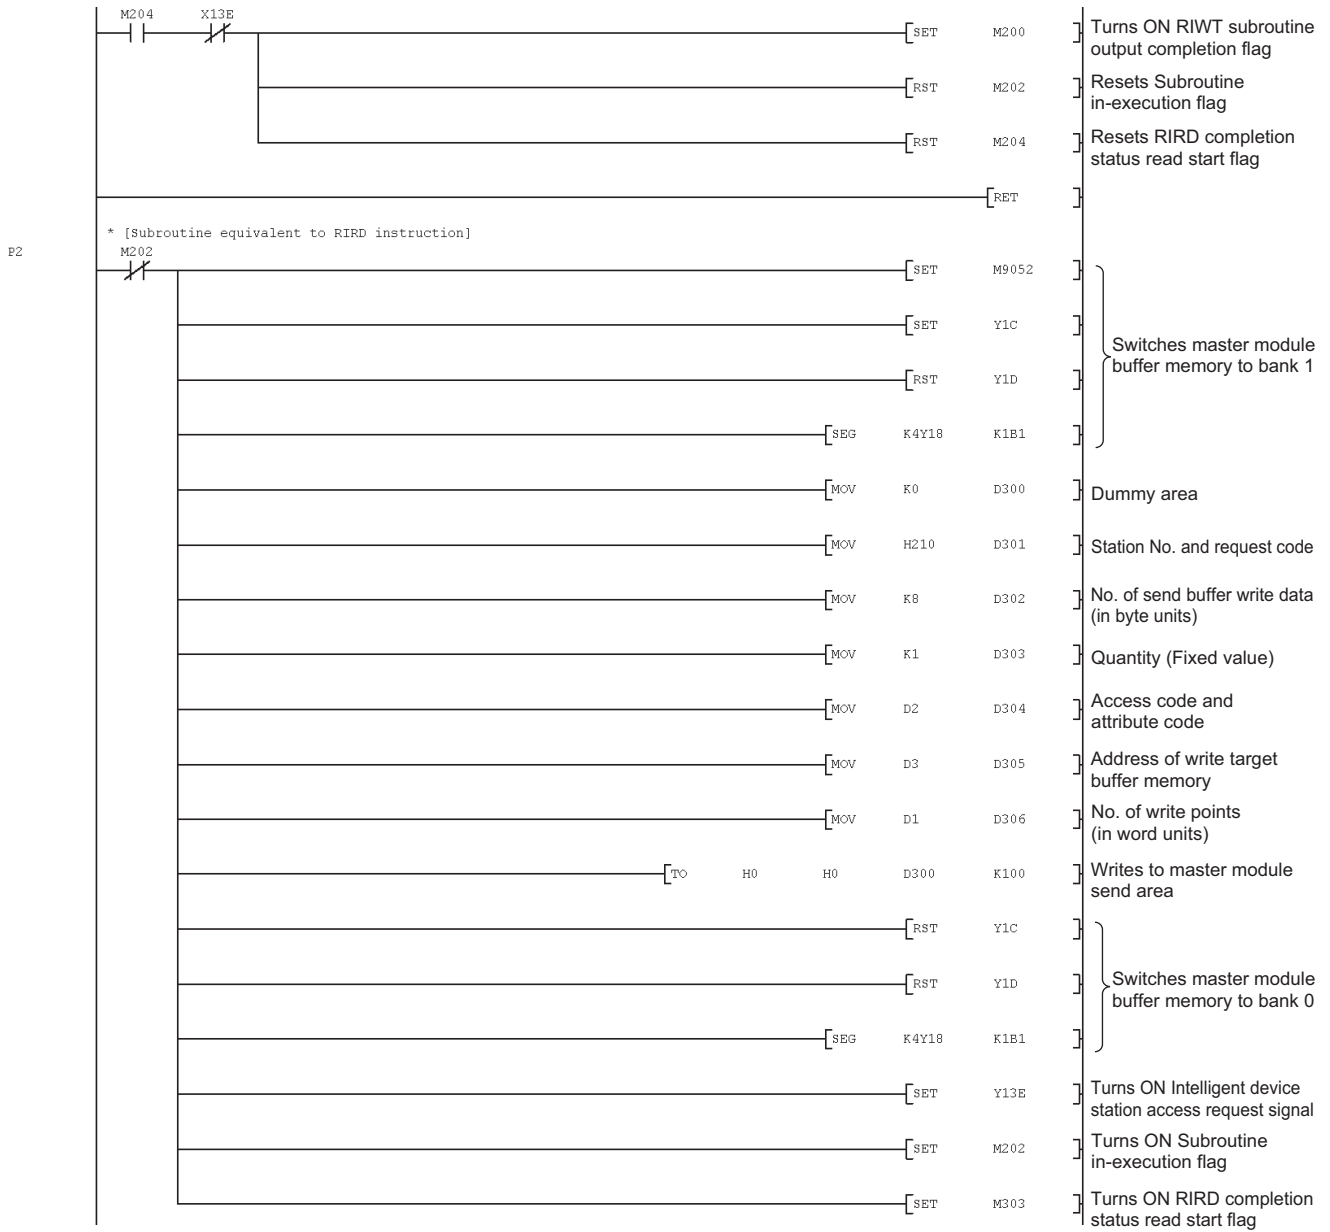 M204 X13E
SET M200 Turns ON RIWT subroutine
output completion flag
RST M202 Resets Subroutine
in-execution flag
RST M204 Resets RIRD completion
status read start flag
RET
* [Subroutine equivalent to RIRD instruction]
P2 M202
SET M9052
SET Y1C
Switches master module
buffer memory to bank 1
RST Y1D
SEG K4Y18 K1B1
MOV K0 D300 Dummy area
MOV H210 D301 Station No. and request code
MOV K8 D302 No. of send buffer write data
(in byte units)
MOV K1 D303 Quantity (Fixed value)
MOV D2 D304 Access code and
attribute code
MOV D3 D305 Address of write target
buffer memory
MOV D1 D306 No. of write points
(in word units)
TO H0 H0 D300 K100 Writes to master module
send area
RST Y1C
RST Y1D Switches master module
buffer memory to bank 0
SEG K4Y18 K1B1
SET Y13E Turns ON Intelligent device
station access request signal
SET M202 Turns ON Subroutine
in-execution flag
SET M303 Turns ON RIRD completion
status read start flag